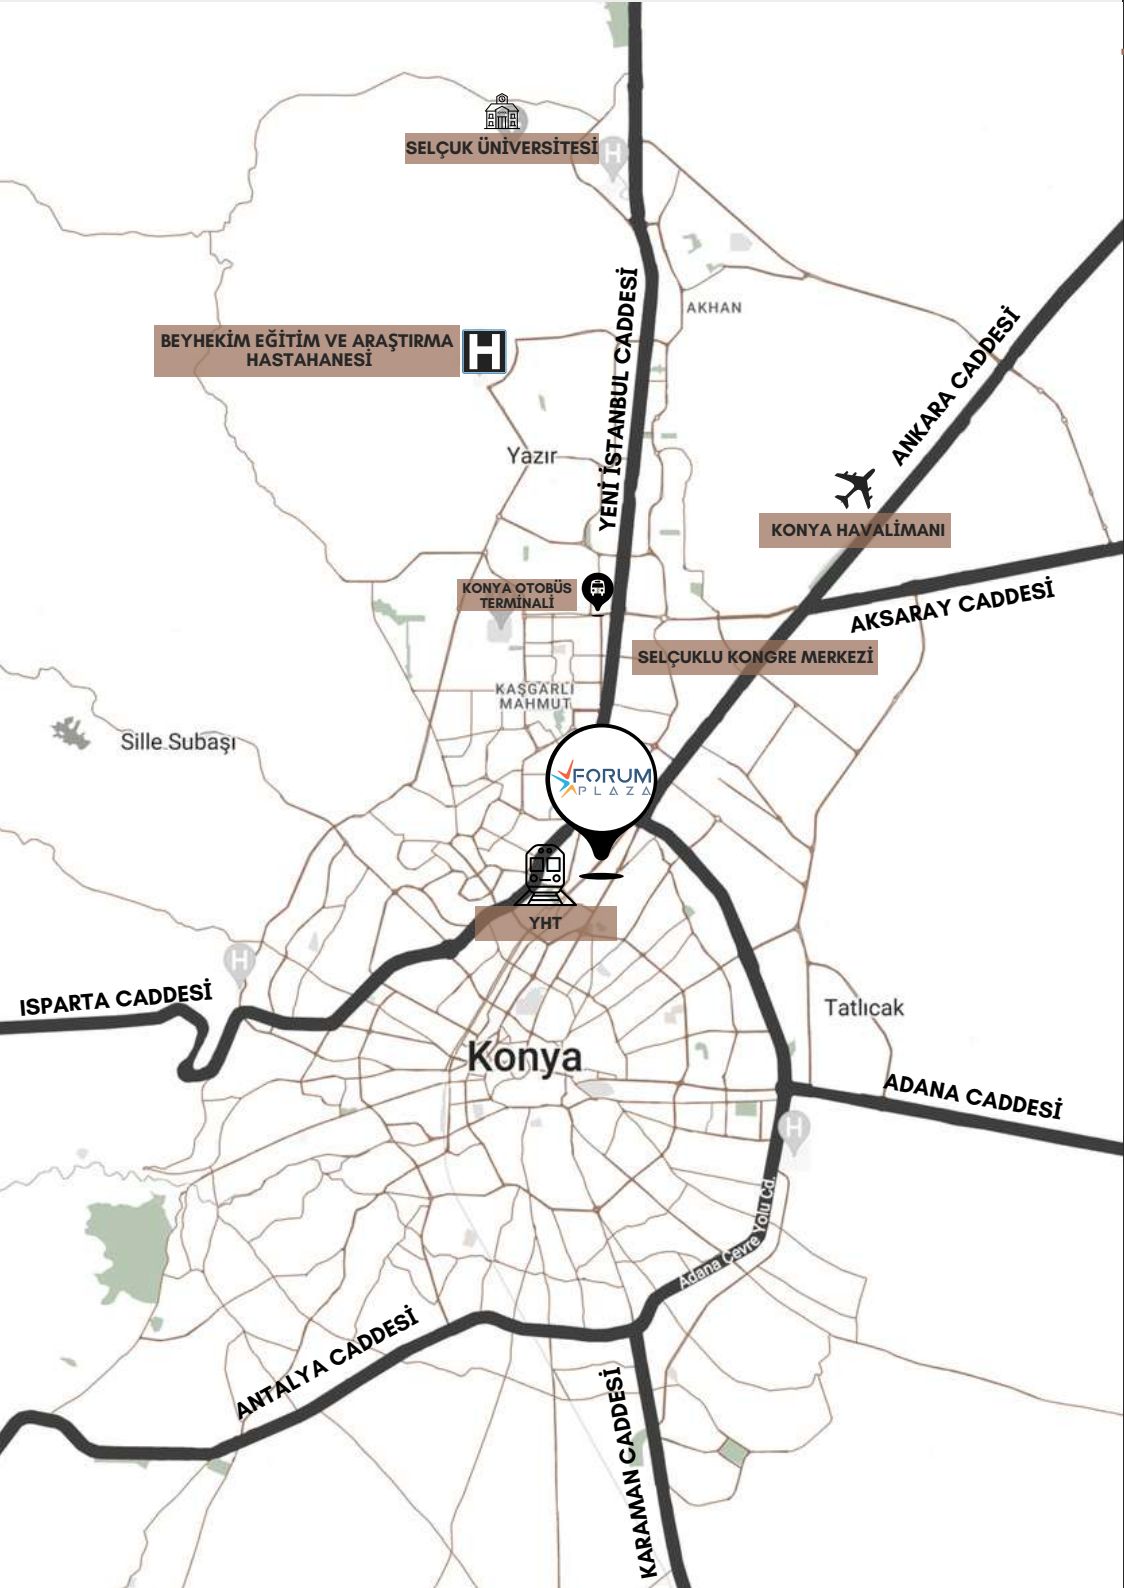 SELÇUK ÜNİVERSİTESİ
H
AKHAN
YENİ İSTANBUL CADDESİ
ANKARA CADDESİ
BEYHEKİM EĞİTİM VE ARAŞTIRMA
HASTAHANESİ
H
Yazır
KONYA HAVALİMANI
KONYA OTOBÜS
TERMİNALİ
AKSARAY CADDESİ
SELÇUKLU KONGRE MERKEZİ
KAŞGARLI
MAHMUT
Sille Subaşı
FORUM
PLAZA
YHT
H
ISPARTA CADDESİ
Tatlıcak
Konya
ADANA CADDESİ
H
Adana Çevre Yolu Cd.
ANTALYA CADDESİ
KARAMAN CADDESİ